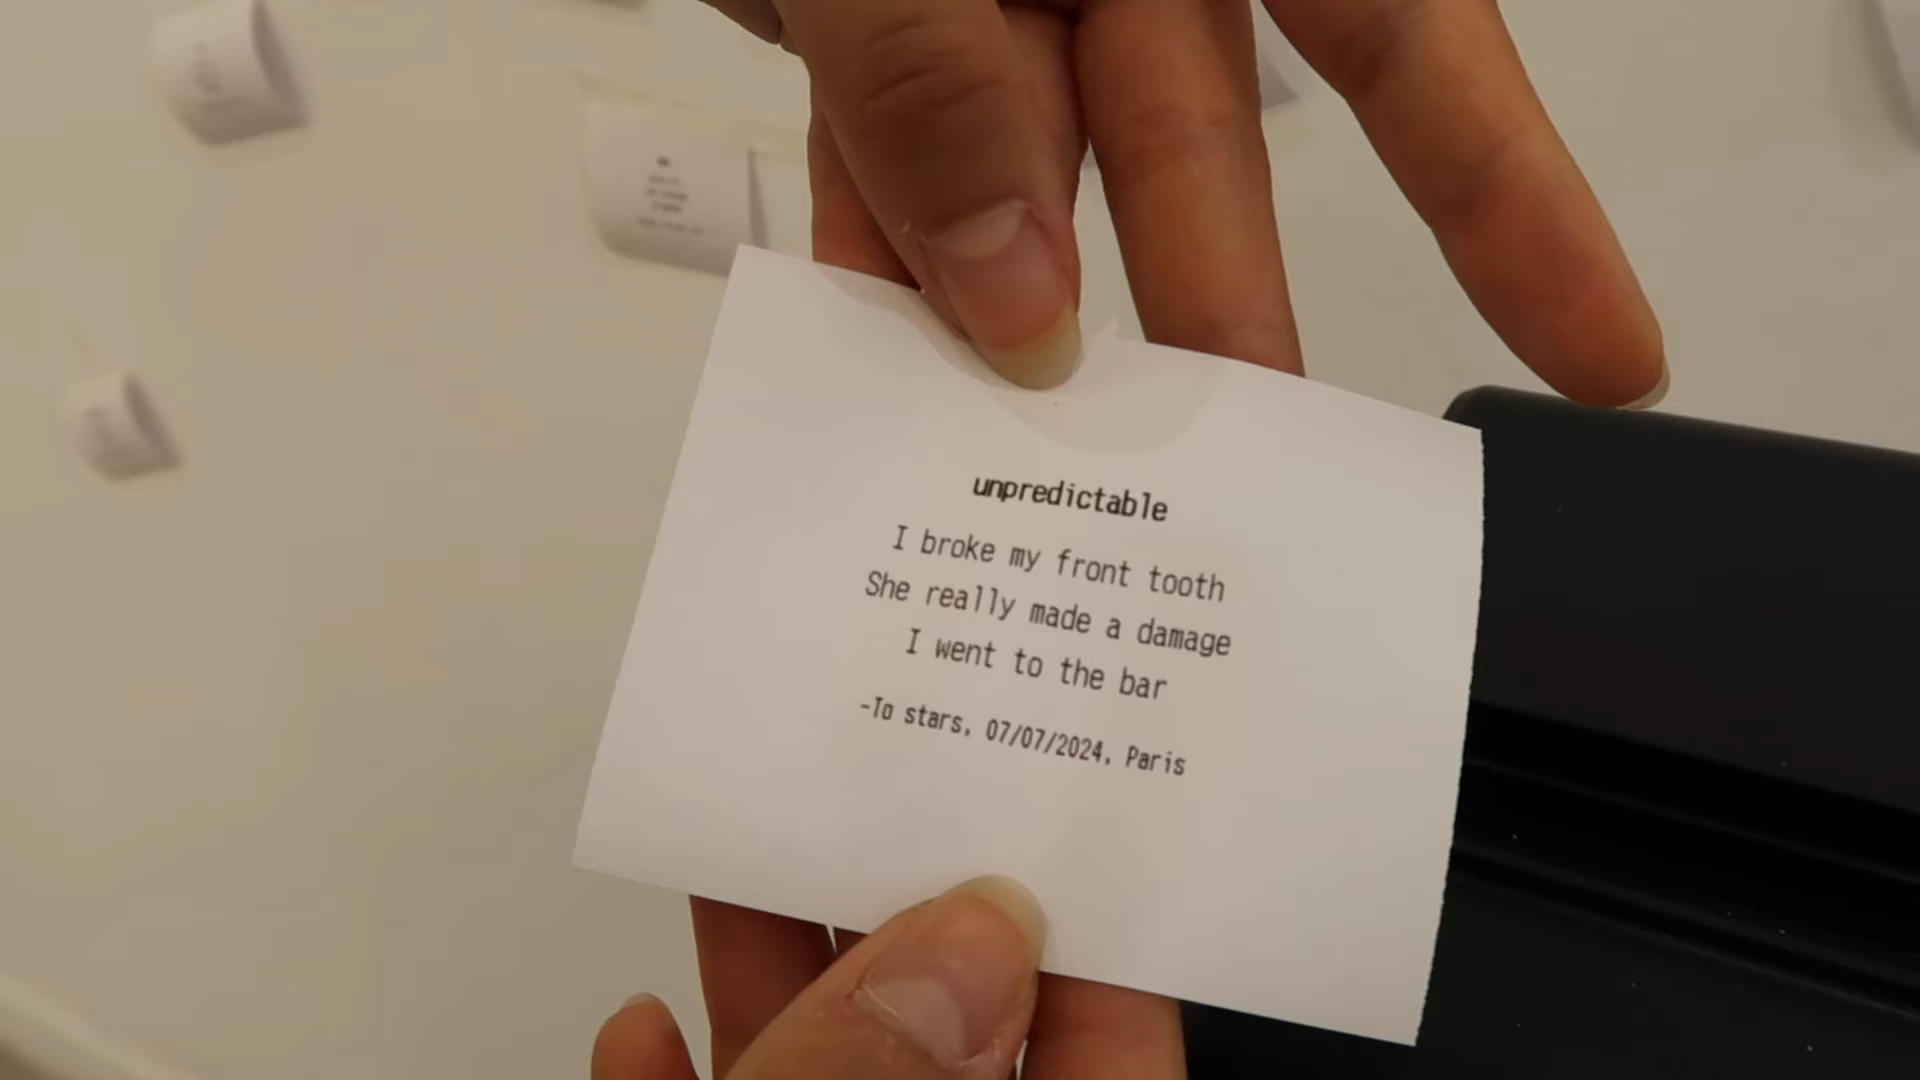 unpredictable
I broke my front tooth
She really made a damage
I went to the bar
-To stars, 07/07/2024, Paris